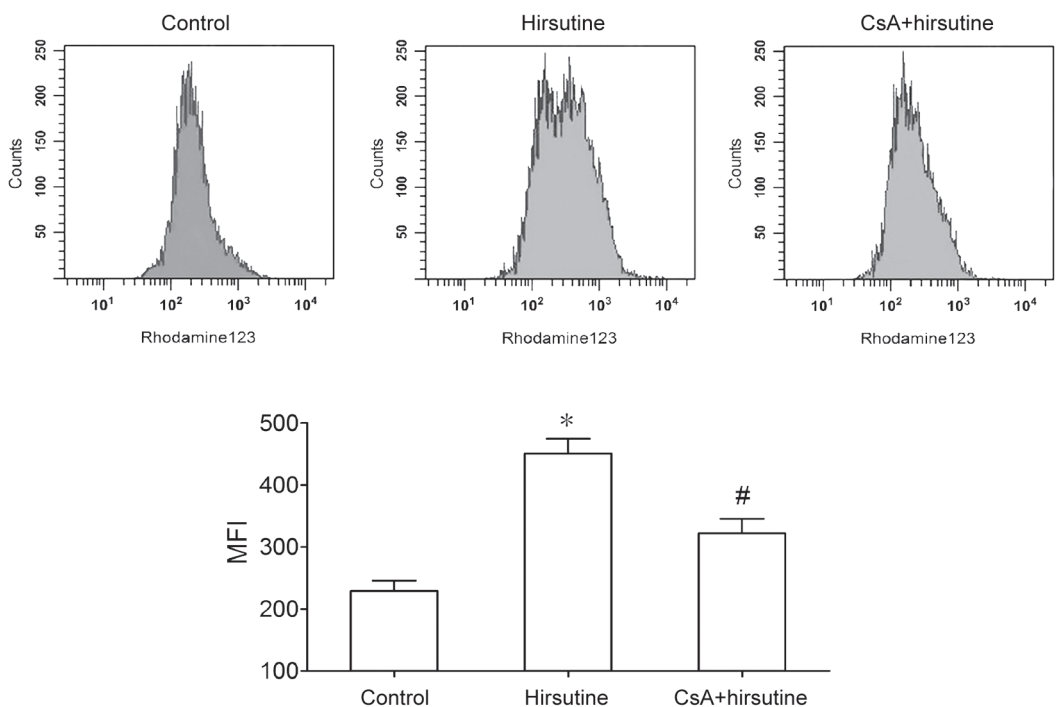 Control
Hirsutine
CsA+hirsutine
Counts
250
200
150
100
50
10¹ 10² 10³ 10⁴
Rhodamine123
Counts
250
200
150
100
50
10¹ 10² 10³ 10⁴
Rhodamine123
Counts
250
200
150
100
50
10¹ 10² 10³ 10⁴
Rhodamine123
MFI
500
400
300
200
100
*
#
Control
Hirsutine
CsA+hirsutine